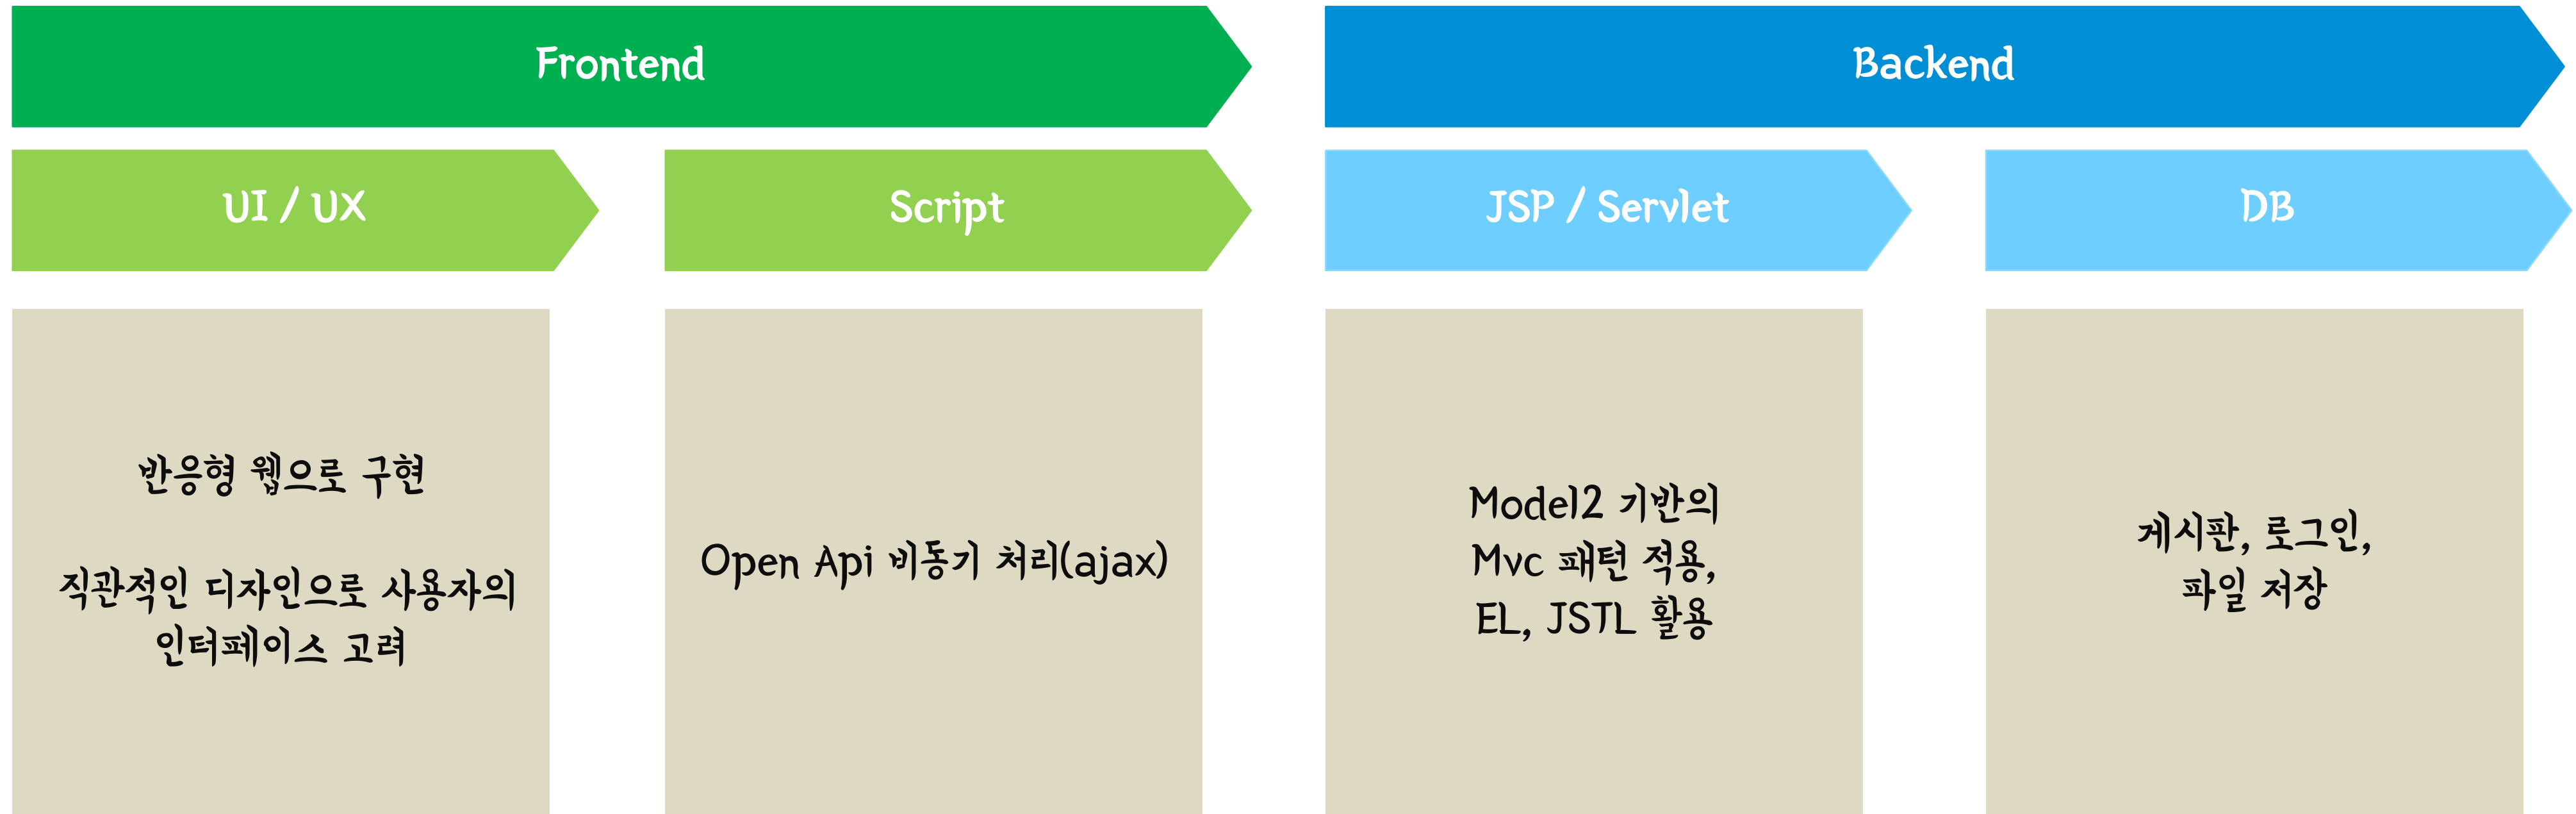 Frontend
Backend
UI / UX
Script
JSP / Servlet
DB
반응형 웹으로 구현
직관적인 디자인으로 사용자의
인터페이스 고려
Open Api 비동기 처리(ajax)
Model2 기반의
Mvc 패턴 적용,
EL, JSTL 활용
게시판, 로그인,
파일 저장